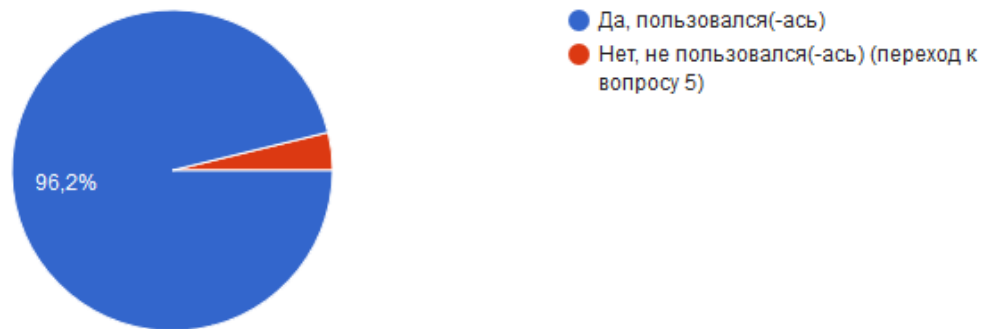 Да, пользовался(-ась)
Нет, не пользовался(-ась) (переход к
вопросу 5)
96,2%